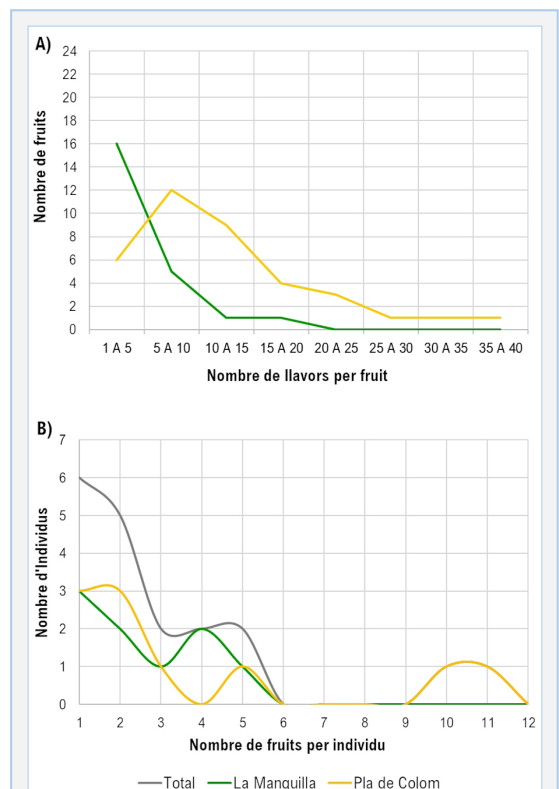 A)
24
22
20
18
16
14
12
10
8
6
4
2
0
Nombre de fruits
1 A 5 5 A 10 10 A 15 15 A 20 20 A 25 25 A 30 30 A 35 35 A 40
Nombre de llavors per fruit
B)
7
6
5
4
3
2
1
0
Nombre d'Individus
1 2 3 4 5 6 7 8 9 10 11 12
Nombre de fruits per individu
Total La Manquilla Pla de Colom